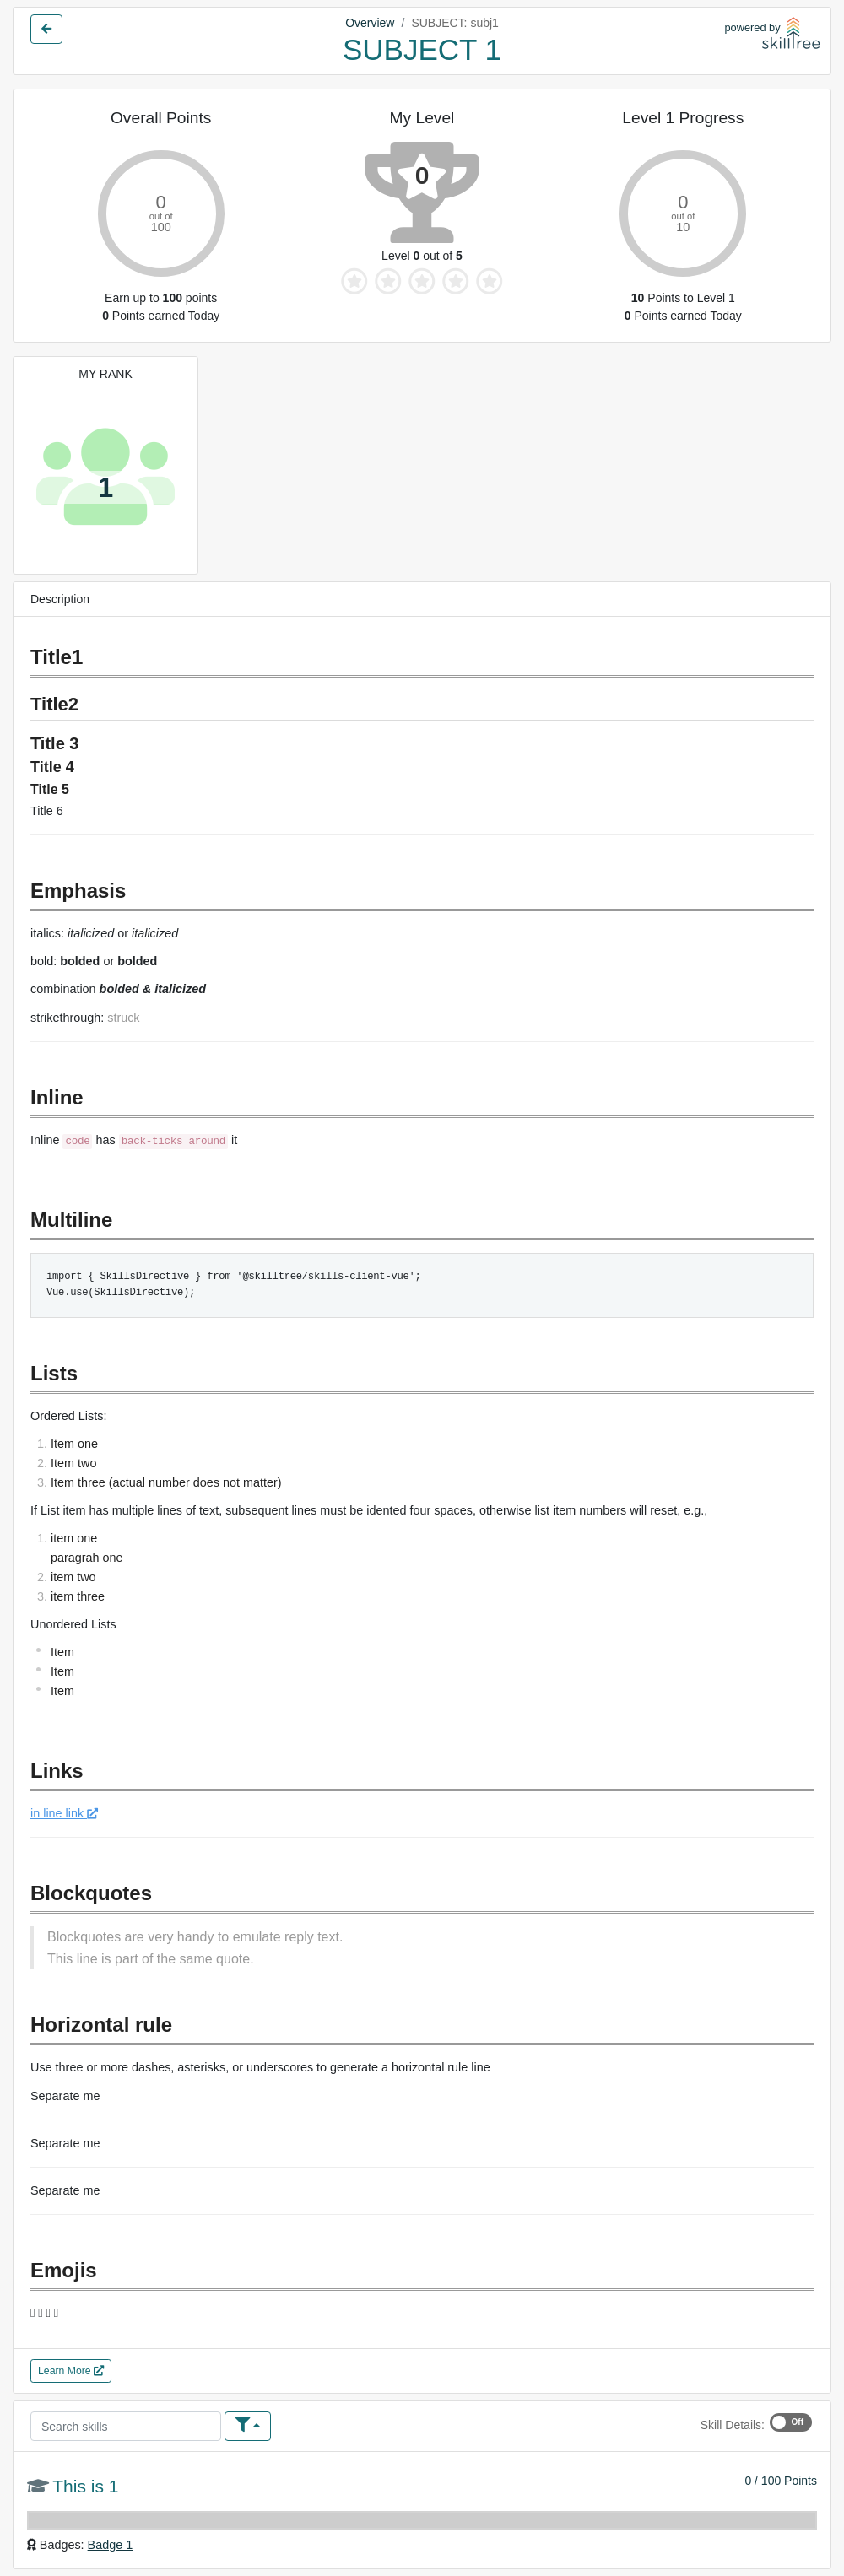 Overview / SUBJECT: subj1
SUBJECT 1
powered by
skilltree
Overall Points
0
out of
100
Earn up to 100 points
0 Points earned Today
My Level
0
Level 0 out of 5
Level 1 Progress
0
out of
10
10 Points to Level 1
0 Points earned Today
MY RANK
1
Description
Title1
Title2
Title 3
Title 4
Title 5
Title 6
Emphasis
italics: italicized or italicized
bold: bolded or bolded
combination bolded & italicized
strikethrough: struck
Inline
Inline code has back-ticks around it
Multiline
import { SkillsDirective } from '@skilltree/skills-client-vue';
Vue.use(SkillsDirective);
Lists
Ordered Lists:
1. Item one
2. Item two
3. Item three (actual number does not matter)
If List item has multiple lines of text, subsequent lines must be idented four spaces, otherwise list item numbers will reset, e.g.,
1. item one
paragrah one
2. item two
3. item three
Unordered Lists
Item
Item
Item
Links
in line link
Blockquotes
Blockquotes are very handy to emulate reply text.
This line is part of the same quote.
Horizontal rule
Use three or more dashes, asterisks, or underscores to generate a horizontal rule line
Separate me
Separate me
Separate me
Emojis
Learn More
Search skills
Skill Details: Off
This is 1
0 / 100 Points
Badges: Badge 1